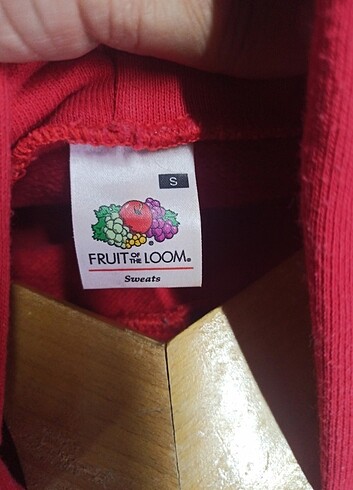 S
FRUIT OF THE LOOM®
Sweats